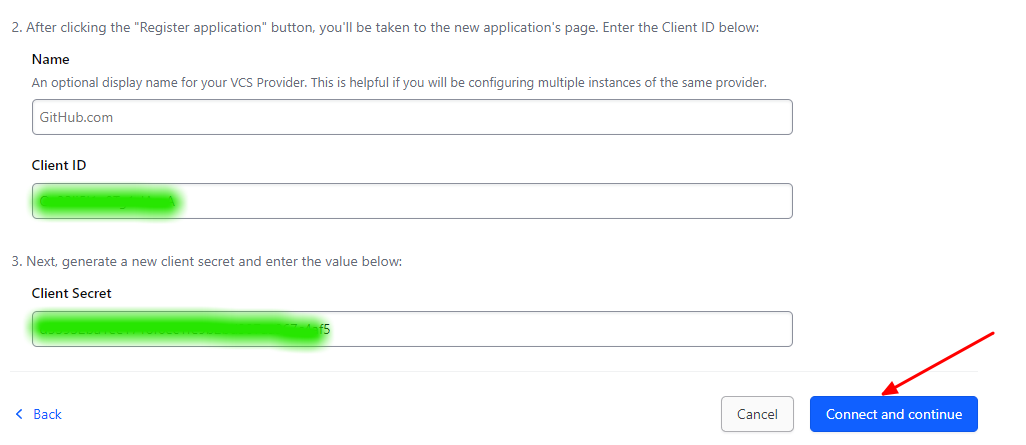 2. After clicking the "Register application" button, you'll be taken to the new application's page. Enter the Client ID below:
Name
An optional display name for your VCS Provider. This is helpful if you will be configuring multiple instances of the same provider.
GitHub.com
Client ID
3. Next, generate a new client secret and enter the value below:
Client Secret
Back
Cancel
Connect and continue